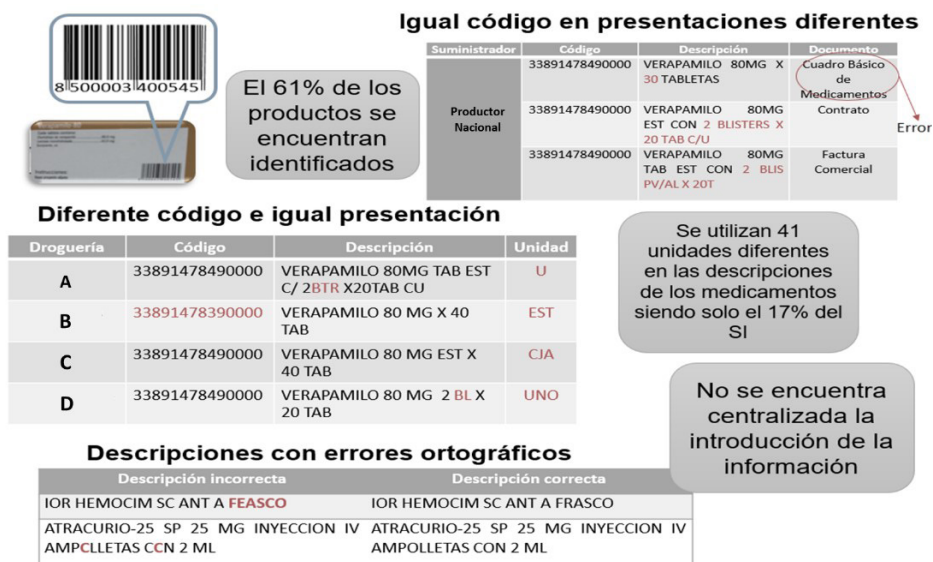 8 500003 400545
El 61% de los
productos se
encuentran
identificados
Igual código en presentaciones diferentes
Suministrador Código Descripción Documento
Productor
Nacional
33891478490000 VERAPAMILO 80MG X
30 TABLETAS
Cuadro Básico
de
Medicamentos
33891478490000 VERAPAMILO 80MG
EST CON 2 BLISTERS X
20 TAB C/U
Contrato
33891478490000 VERAPAMILO 80MG
TAB EST CON 2 BLIS
PV/AL X 20T
Factura
Comercial
Error
Diferente código e igual presentación
Droguería Código Descripción Unidad
A 33891478490000 VERAPAMILO 80MG TAB EST
C/ 2BTR X20TAB CU
U
B 33891478390000 VERAPAMILO 80 MG X 40
TAB
EST
C 33891478490000 VERAPAMILO 80 MG EST X
40 TAB
CJA
D 33891478490000 VERAPAMILO 80 MG 2 BL X
20 TAB
UNO
Se utilizan 41
unidades diferentes
en las descripciones
de los medicamentos
siendo solo el 17% del
SI
No se encuentra
centralizada la
introducción de la
información
Descripciones con errores ortográficos
Descripción incorrecta Descripción correcta
IOR HEMOCIM SC ANT A FEASCO IOR HEMOCIM SC ANT A FRASCO
ATRACURIO-25 SP 25 MG INYECCION IV
AMPCLLETAS CCN 2 ML
ATRACURIO-25 SP 25 MG INYECCION IV
AMPOLLETAS CON 2 ML